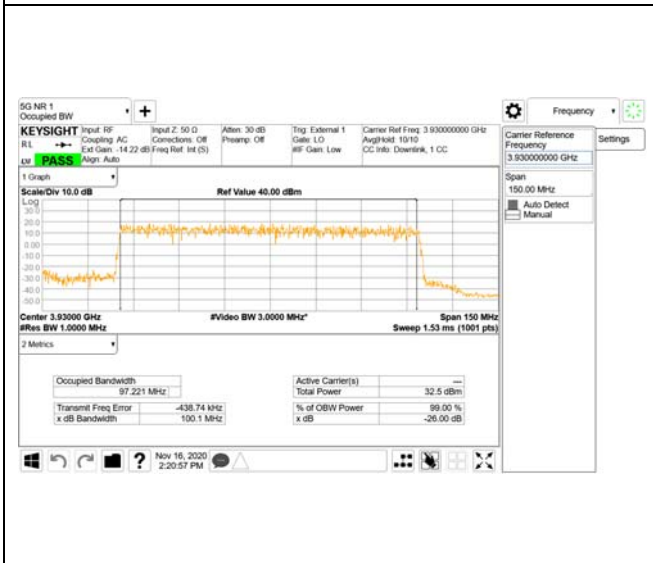 5G NR 1
Occupied BW
+
Frequency
KEYSIGHT
RL
PASS
Input: RF
Coupling: AC
Ext Gain: -14.22 dB
Align: Auto
Input Z: 50 Ω
Corrections: Off
Freq Ref: Int (S)
Atten: 30 dB
Preamp: Off
Trig: External 1
Gate: LO
#IF Gain: Low
Carrier Ref Freq: 3.930000000 GHz
Avg|Hold: 10/10
CC Info: Downlink, 1 CC
Carrier Reference
Frequency
3.930000000 GHz
Settings
Span
150.00 MHz
Auto Detect
Manual
1 Graph
Scale/Div 10.0 dB
Ref Value 40.00 dBm
Log
30.0
20.0
10.0
0.00
-10.0
-20.0
-30.0
-40.0
-50.0
Center 3.93000 GHz
#Video BW 3.0000 MHz*
Span 150 MHz
#Res BW 1.0000 MHz
Sweep 1.53 ms (1001 pts)
2 Metrics
Occupied Bandwidth
97.221 MHz
Active Carrier(s) ---
Total Power 32.5 dBm
Transmit Freq Error -438.74 kHz
% of OBW Power 99.00 %
x dB Bandwidth 100.1 MHz
x dB -26.00 dB
?
Nov 16, 2020
2:20:57 PM